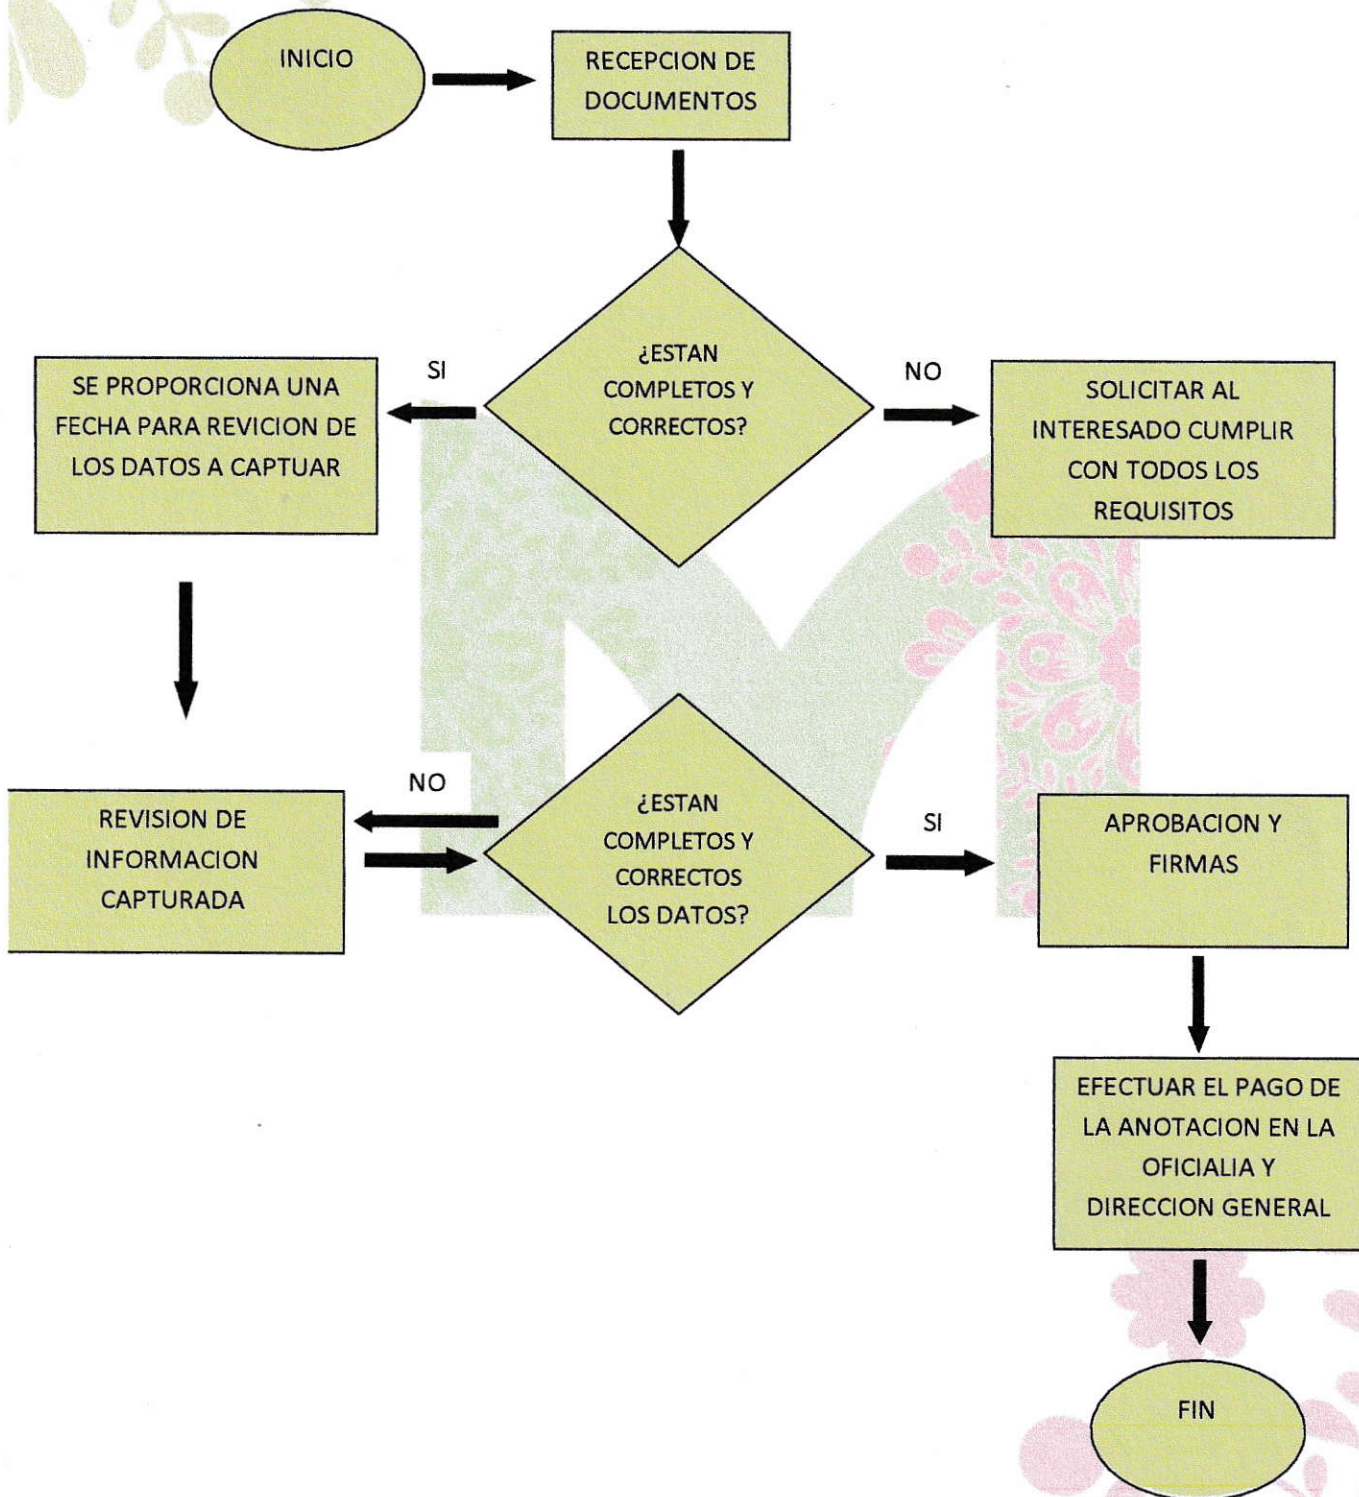 INICIO
RECEPCION DE
DOCUMENTOS
¿ESTAN
COMPLETOS Y
CORRECTOS?
SI
NO
SE PROPORCIONA UNA
FECHA PARA REVICION DE
LOS DATOS A CAPTUAR
SOLICITAR AL
INTERESADO CUMPLIR
CON TODOS LOS
REQUISITOS
REVISION DE
INFORMACION
CAPTURADA
NO
¿ESTAN
COMPLETOS Y
CORRECTOS
LOS DATOS?
SI
APROBACION Y
FIRMAS
EFECTUAR EL PAGO DE
LA ANOTACION EN LA
OFICIALIA Y
DIRECCION GENERAL
FIN